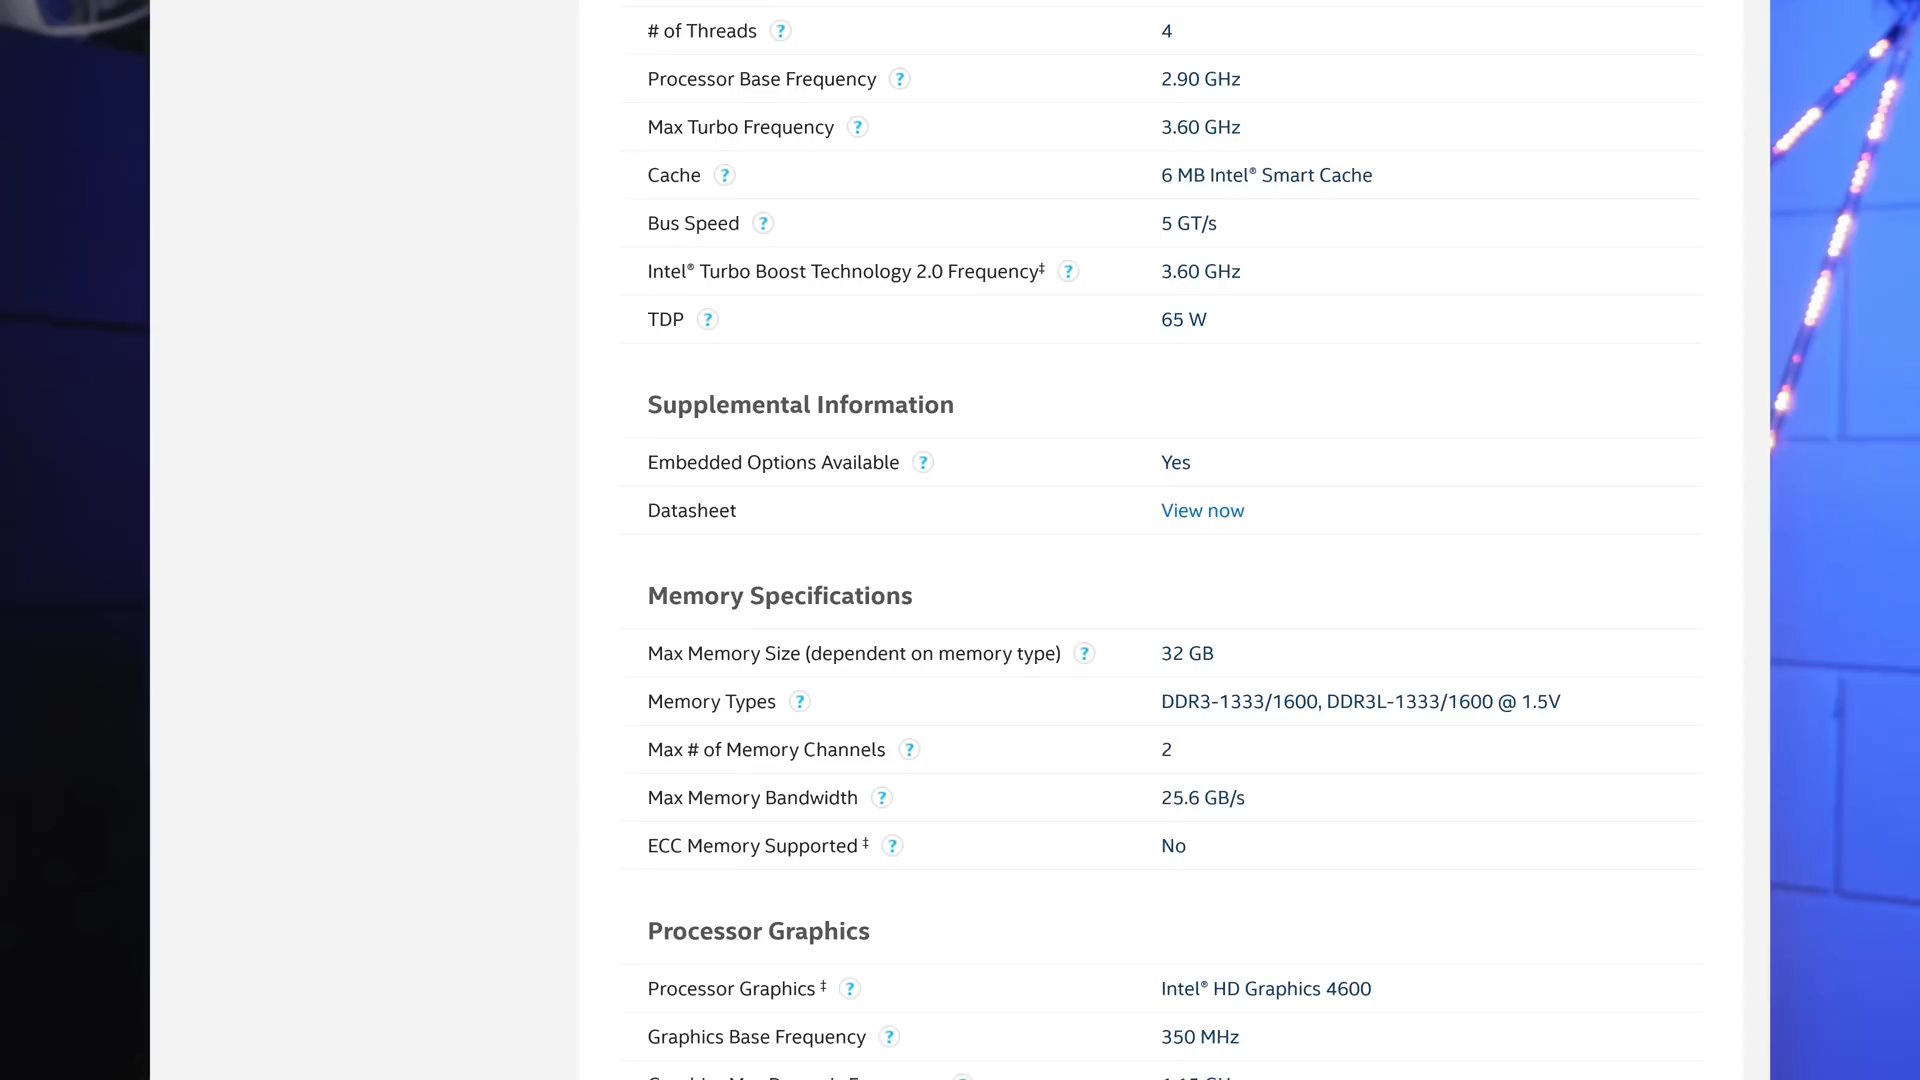 # of Threads ? 4
Processor Base Frequency ? 2.90 GHz
Max Turbo Frequency ? 3.60 GHz
Cache ? 6 MB Intel® Smart Cache
Bus Speed ? 5 GT/s
Intel® Turbo Boost Technology 2.0 Frequency‡ ? 3.60 GHz
TDP ? 65 W
Supplemental Information
Embedded Options Available ? Yes
Datasheet View now
Memory Specifications
Max Memory Size (dependent on memory type) ? 32 GB
Memory Types ? DDR3-1333/1600, DDR3L-1333/1600 @ 1.5V
Max # of Memory Channels ? 2
Max Memory Bandwidth ? 25.6 GB/s
ECC Memory Supported ‡ ? No
Processor Graphics
Processor Graphics ‡ ? Intel® HD Graphics 4600
Graphics Base Frequency ? 350 MHz